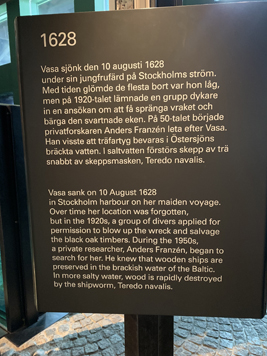 1628
Vasa sjönk den 10 augusti 1628
under sin jungfrufärd på Stockholms ström.
Med tiden glömde de flesta bort var hon låg,
men på 1920-talet lämnade en grupp dykare
in en ansökan om att få spränga vraket och
bärga den svartnade eken. På 50-talet började
privatforskaren Anders Franzén leta efter Vasa.
Han visste att träfartyg bevaras i Östersjöns
bräckta vatten. I saltvatten förstörs skepp av trä
snabbt av skeppsmasken, Teredo navalis.
Vasa sank on 10 August 1628
in Stockholm harbour on her maiden voyage.
Over time her location was forgotten,
but in the 1920s, a group of divers applied for
permission to blow up the wreck and salvage
the black oak timbers. During the 1950s,
a private researcher, Anders Franzén, began to
search for her. He knew that wooden ships are
preserved in the brackish water of the Baltic.
In more salty water, wood is rapidly destroyed
by the shipworm, Teredo navalis.